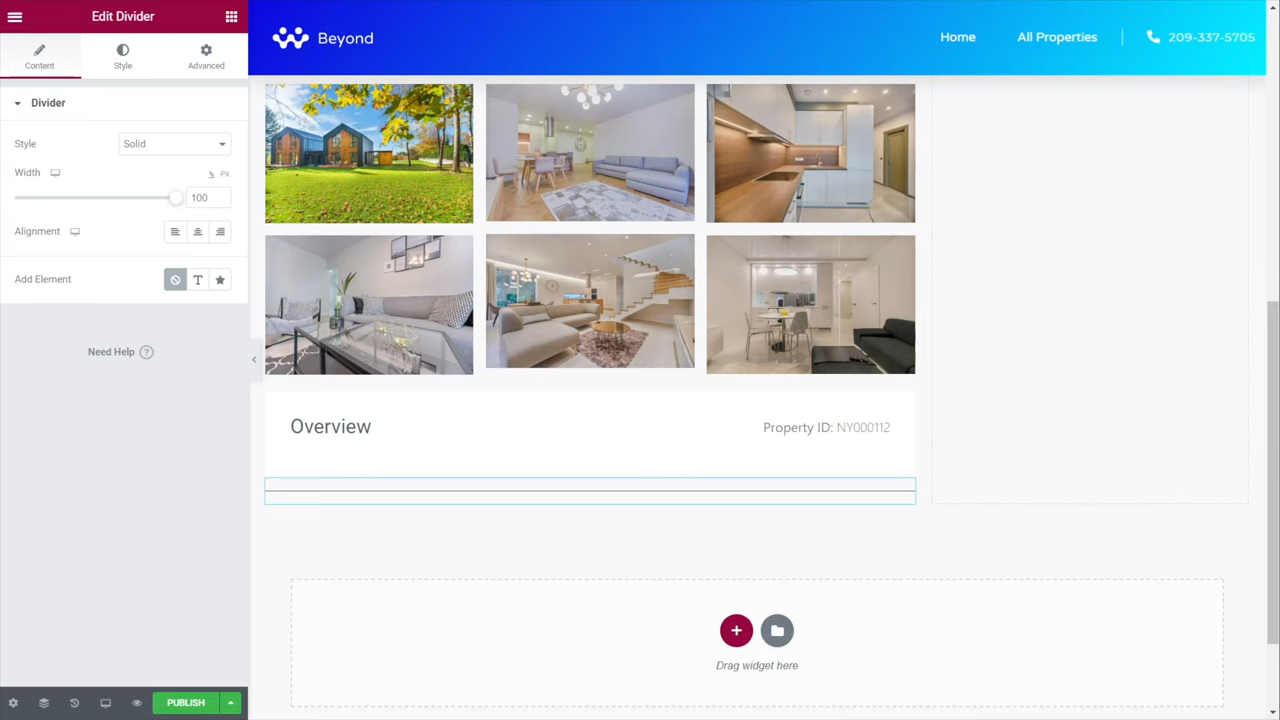 Edit Divider
Content
Style
Advanced
Divider
Style
Solid
Width
% PX
100
Alignment
Add Element
T
Need Help ?
PUBLISH
Beyond
Home
All Properties
209-337-5705
Overview
Property ID: NY000112
Drag widget here